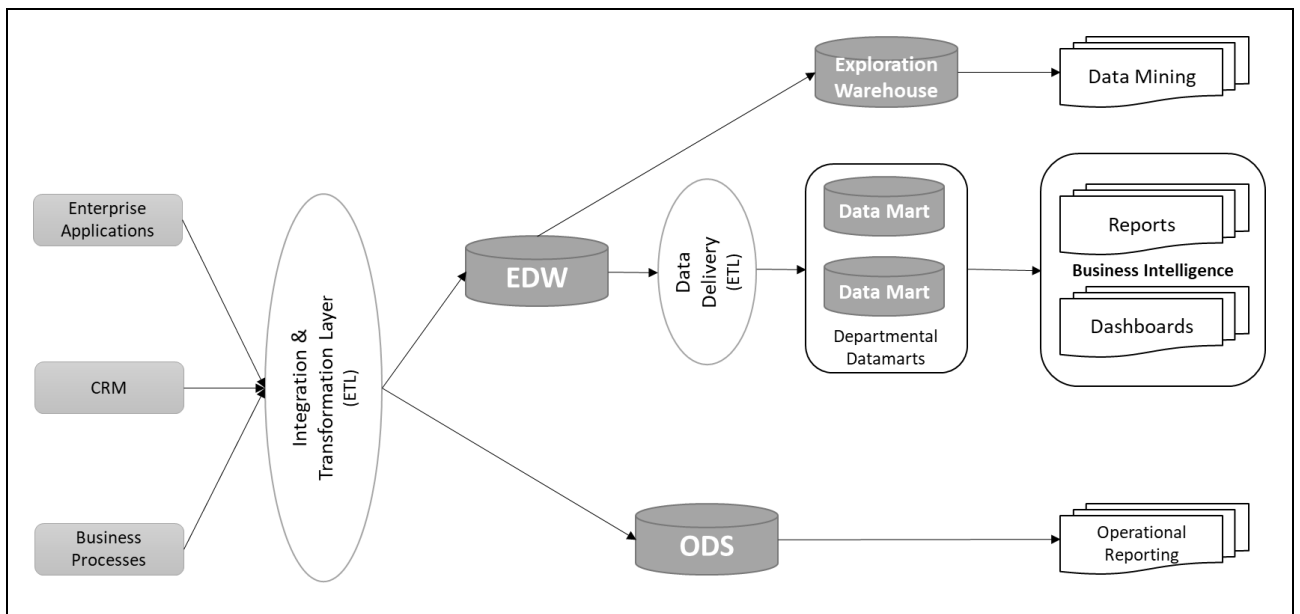 Exploration
Warehouse
Data Mining
Enterprise
Applications
CRM
Business
Processes
Integration &
Transformation Layer
(ETL)
EDW
Data
Delivery
(ETL)
Data Mart
Data Mart
Departmental
Datamarts
Reports
Business Intelligence
Dashboards
ODS
Operational
Reporting